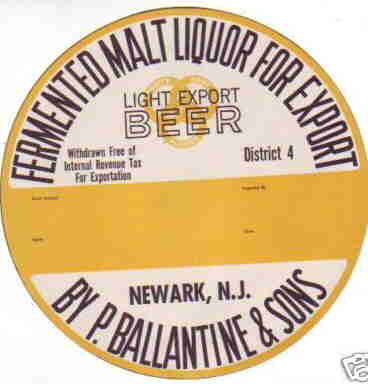 FERMENTED MALT LIQUOR FOR EXPORT
LIGHT EXPORT
BEER
Withdrawn Free of
Internal Revenue Tax
For Exportation
District 4
NEWARK, N.J.
BY P. BALLANTINE & SONS